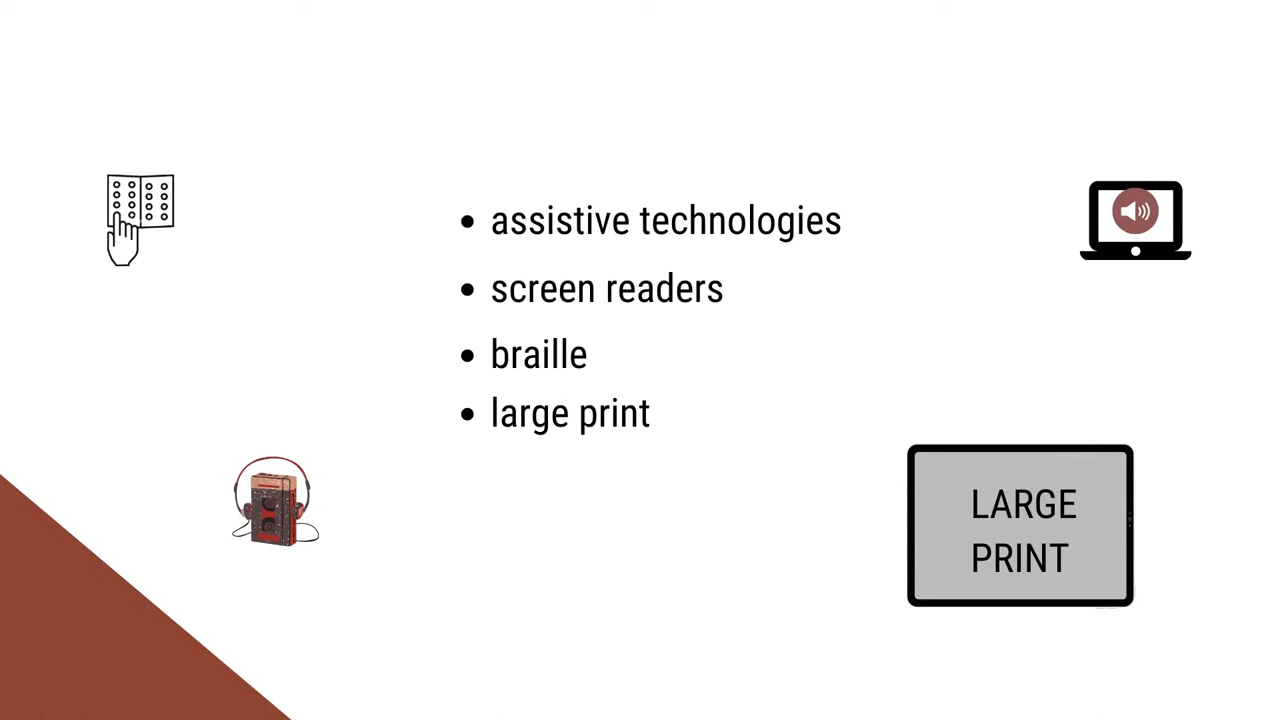 • assistive technologies
• screen readers
• braille
• large print
LARGE
PRINT